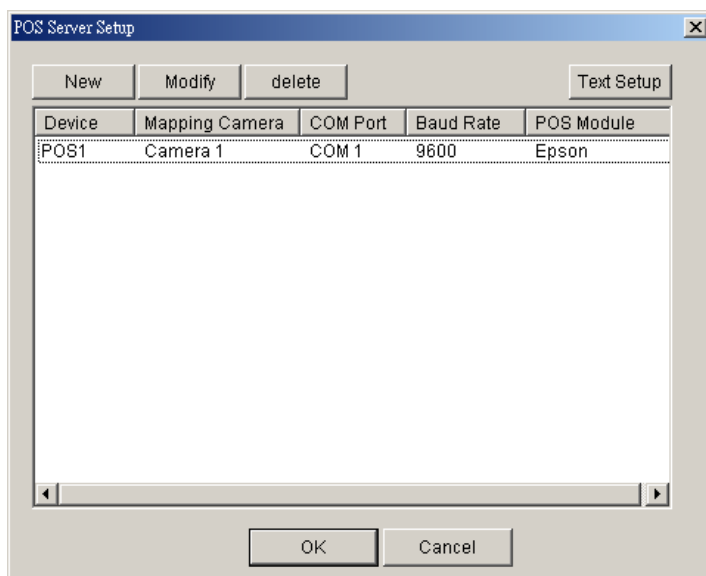 POS Server Setup
New Modify delete Text Setup
Device Mapping Camera COM Port Baud Rate POS Module
POS1 Camera 1 COM 1 9600 Epson
OK Cancel